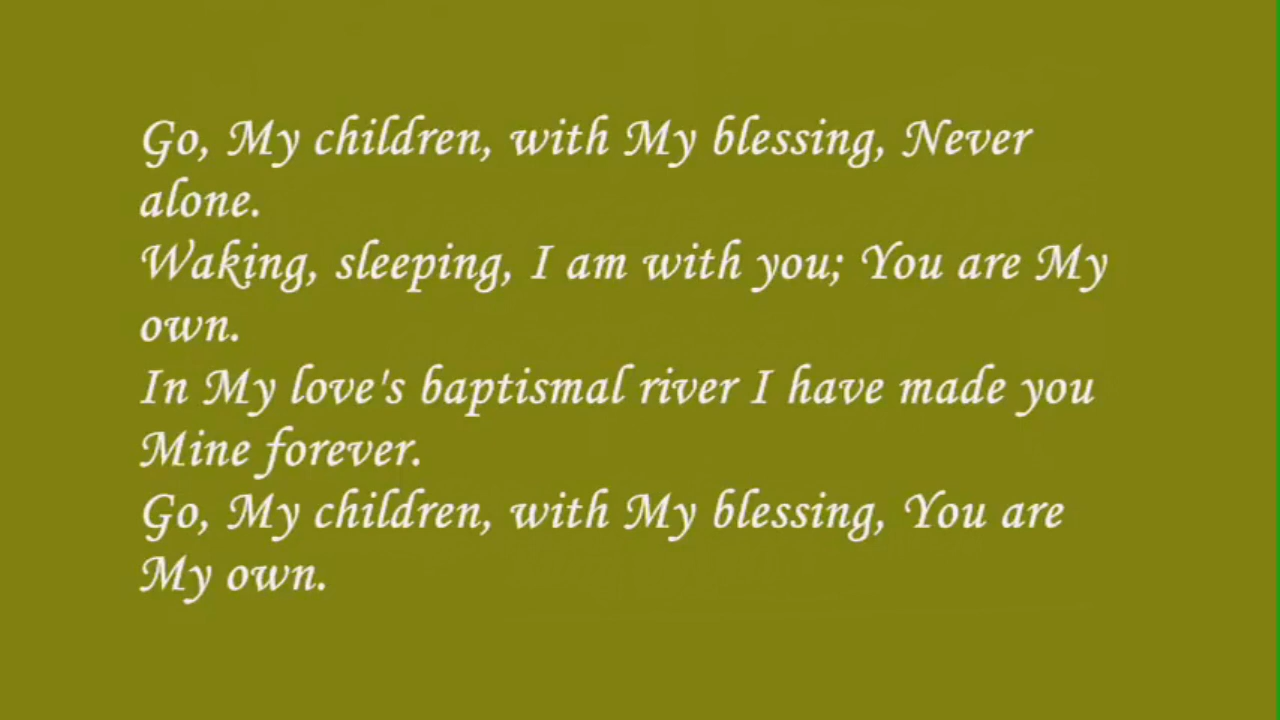 Go, My children, with My blessing, Never
alone.
Waking, sleeping, I am with you; You are My
own.
In My love's baptismal river I have made you
Mine forever.
Go, My children, with My blessing, You are
My own.